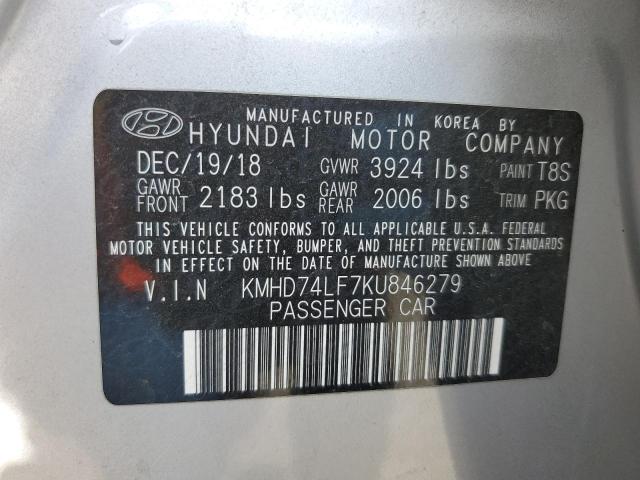 MANUFACTURED IN KOREA BY
HYUNDAI MOTOR COMPANY
DEC/19/18 GVWR 3924 lbs PAINT T8S
GAWR FRONT 2183 lbs GAWR REAR 2006 lbs TRIM PKG
THIS VEHICLE CONFORMS TO ALL APPLICABLE U.S.A. FEDERAL
MOTOR VEHICLE SAFETY, BUMPER, AND THEFT PREVENTION STANDARDS
IN EFFECT ON THE DATE OF MANUFACTURE SHOWN ABOVE
V.I.N KMHD74LF7KU846279
PASSENGER CAR